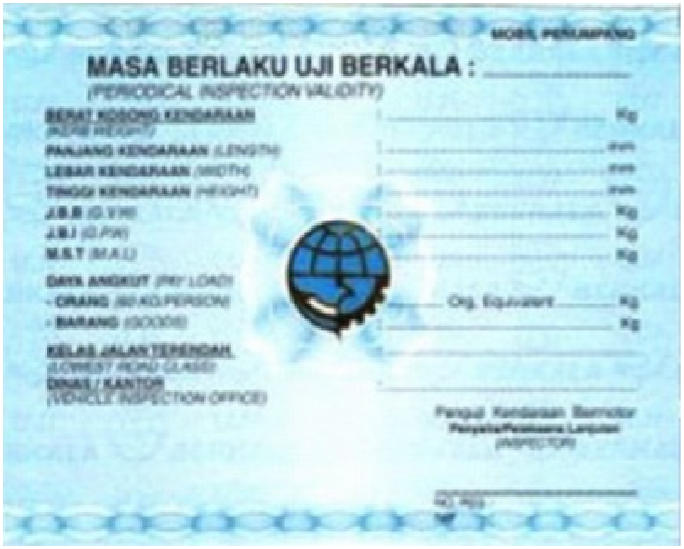 MOBIL PENUMPANG
MASA BERLAKU UJI BERKALA :
(PERIODICAL INSPECTION VALIDITY)
BERAT KOSONG KENDARAAN : Kg
(KERB WEIGHT)
PANJANG KENDARAAN (LENGTH) : mm
LEBAR KENDARAAN (WIDTH) : mm
TINGGI KENDARAAN (HEIGHT) : mm
J.B.B (G.V.W) : Kg
J.B.I (G.P.W) : Kg
M.S.T (M.A.L) : Kg
DAYA ANGKUT (PAY LOAD)
- ORANG (60 KG/PERSON) : Org, Equivalent Kg
- BARANG (GOODS) : Kg
KELAS JALAN TERENDAH :
(LOWEST ROAD CLASS)
DINAS / KANTOR :
(VEHICLE INSPECTION OFFICE)
Penguji Kendaraan Bermotor
Penyelia/Pelaksana Lanjutan
(INSPECTOR)
NO. REG